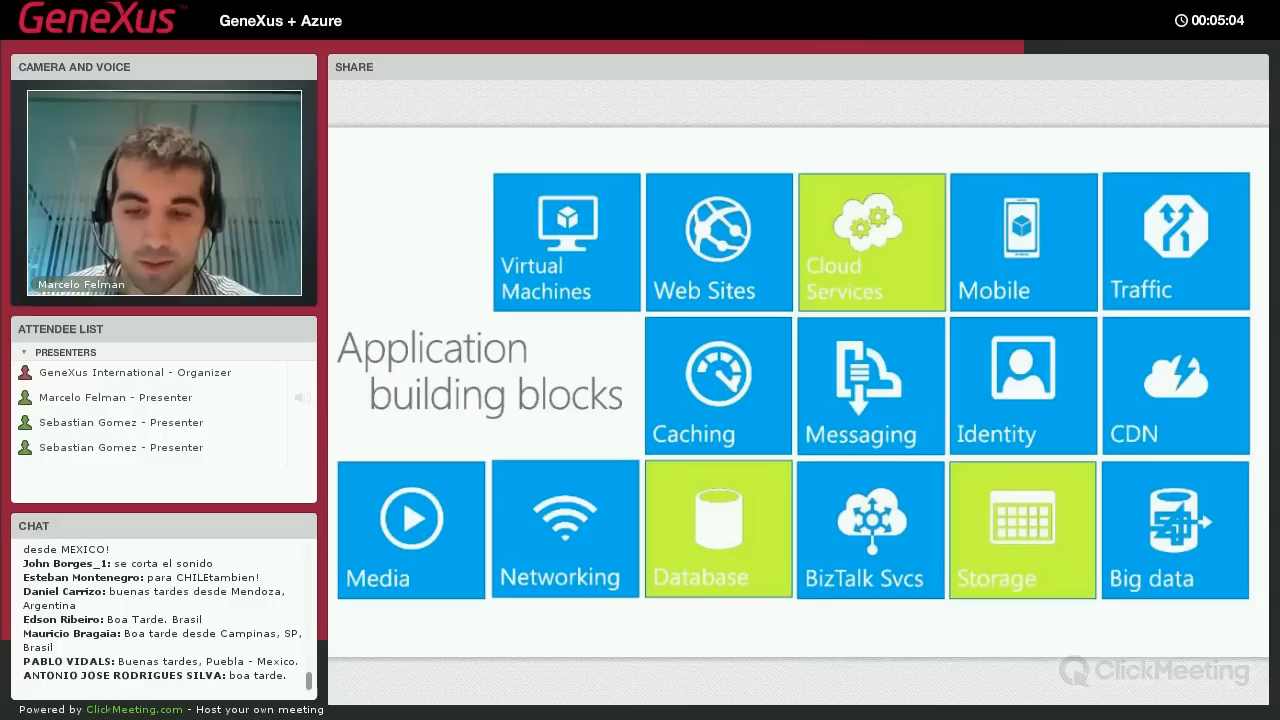 GeneXus™
GeneXus + Azure
00:05:04
CAMERA AND VOICE
Marcelo Felman
ATTENDEE LIST
PRESENTERS
GeneXus International - Organizer
Marcelo Felman - Presenter
Sebastian Gomez - Presenter
Sebastian Gomez - Presenter
CHAT
desde MEXICO!
John Borges_1: se corta el sonido
Esteban Montenegro: para CHILEtambien!
Daniel Carrizo: buenas tardes desde Mendoza,
Argentina
Edson Ribeiro: Boa Tarde. Brasil
Mauricio Bragaia: Boa tarde desde Campinas, SP,
Brasil
PABLO VIDALS: Buenas tardes, Puebla - Mexico.
ANTONIO JOSE RODRIGUES SILVA: boa tarde.
Powered by ClickMeeting.com - Host your own meeting
SHARE
Virtual
Machines
Web Sites
Cloud
Services
Mobile
Traffic
Application
building blocks
Caching
Messaging
Identity
CDN
Media
Networking
Database
BizTalk Svcs
Storage
Big data
ClickMeeting